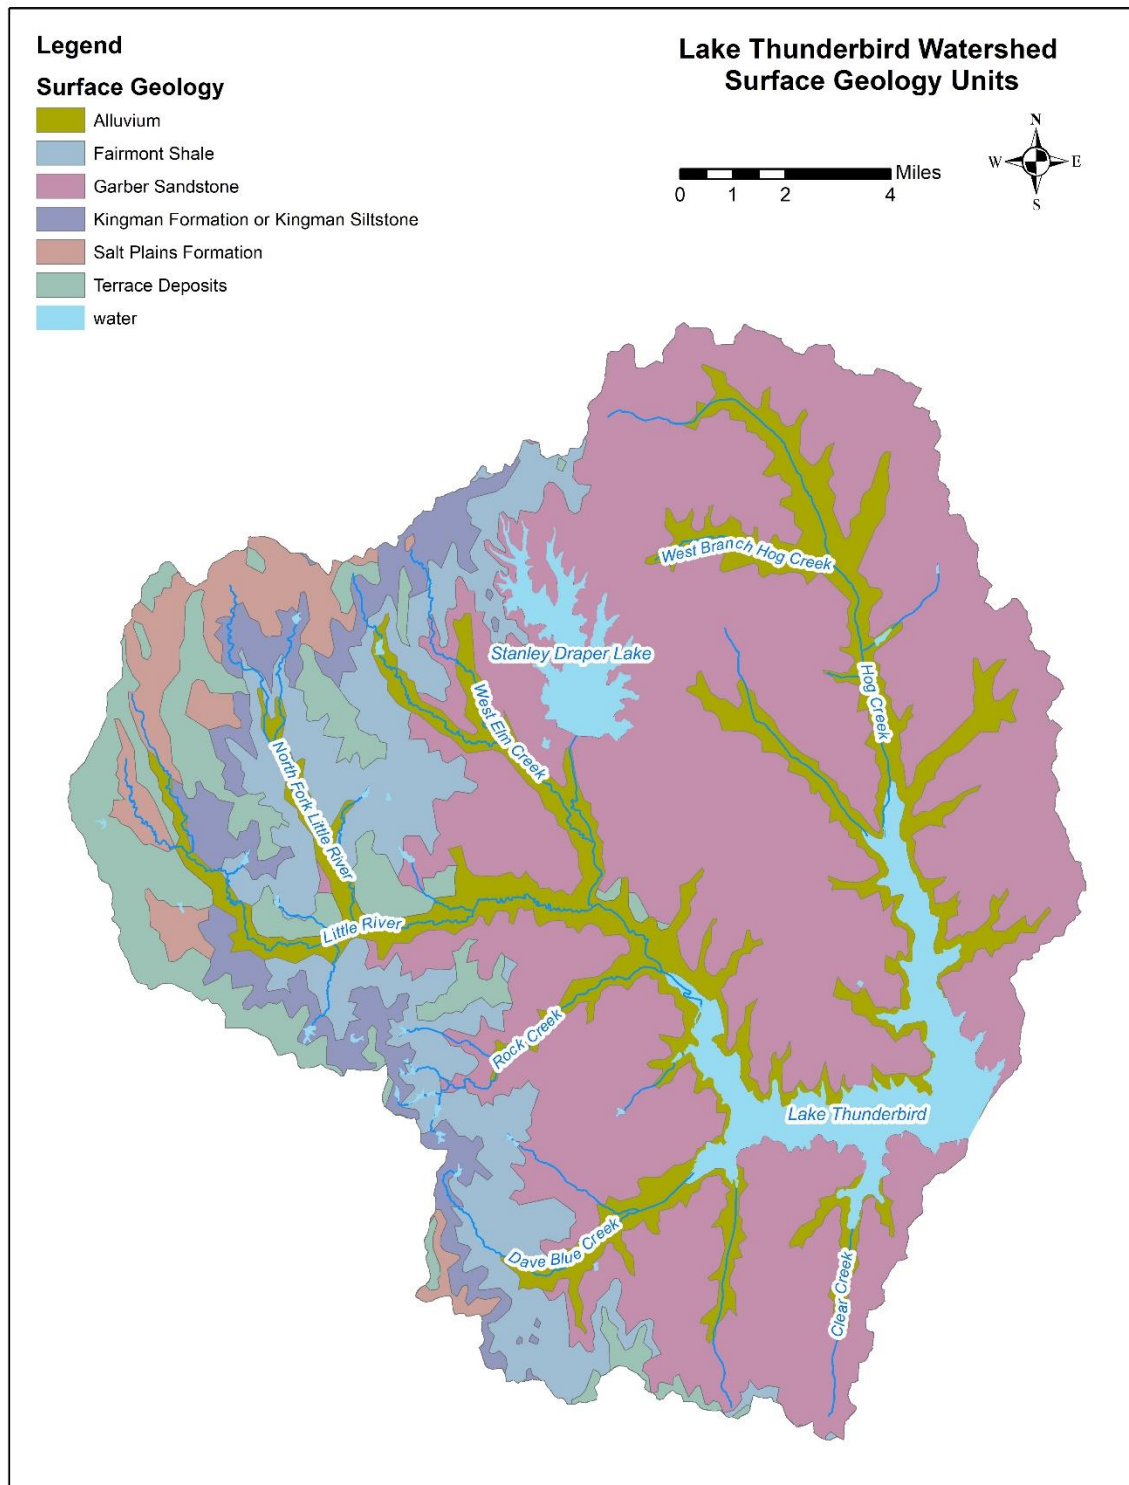 Legend
Surface Geology
Alluvium
Fairmont Shale
Garber Sandstone
Kingman Formation or Kingman Siltstone
Salt Plains Formation
Terrace Deposits
water
Lake Thunderbird Watershed
Surface Geology Units
N
W E
S
Miles
0 1 2 4
West Branch Hog Creek
Stanley Draper Lake
Hog Creek
West Elm Creek
North Fork Little River
Little River
Rock Creek
Lake Thunderbird
Dave Blue Creek
Clear Creek